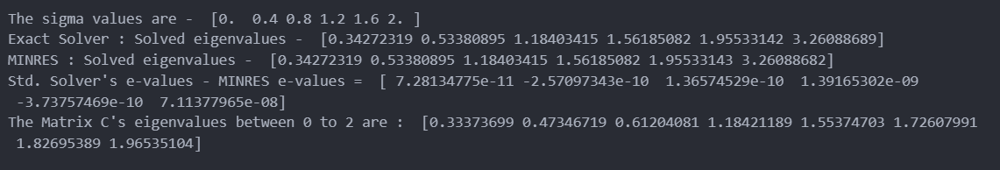 The sigma values are -  [0.  0.4 0.8 1.2 1.6 2. ]
Exact Solver : Solved eigenvalues -  [0.34272319 0.53380895 1.18403415 1.56185082 1.95533142 3.26088689]
MINRES : Solved eigenvalues -  [0.34272319 0.53380895 1.18403415 1.56185082 1.95533143 3.26088682]
Std. Solver's e-values - MINRES e-values =  [ 7.28134775e-11 -2.57097343e-10  1.36574529e-10  1.39165302e-09
 -3.73757469e-10  7.11377965e-08]
The Matrix C's eigenvalues between 0 to 2 are :  [0.33373699 0.47346719 0.61204081 1.18421189 1.55374703 1.72607991
 1.82695389 1.96535104]